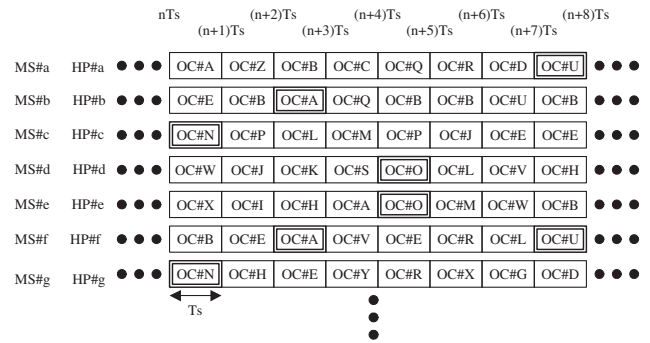 nTs (n+2)Ts (n+4)Ts (n+6)Ts (n+8)Ts
(n+1)Ts (n+3)Ts (n+5)Ts (n+7)Ts
MS#a HP#a OC#A OC#Z OC#B OC#C OC#Q OC#R OC#D OC#U
MS#b HP#b OC#E OC#B OC#A OC#Q OC#B OC#B OC#U OC#B
MS#c HP#c OC#N OC#P OC#L OC#M OC#P OC#J OC#E OC#E
MS#d HP#d OC#W OC#J OC#K OC#S OC#O OC#L OC#V OC#H
MS#e HP#e OC#X OC#I OC#H OC#A OC#O OC#M OC#W OC#B
MS#f HP#f OC#B OC#E OC#A OC#V OC#E OC#R OC#L OC#U
MS#g HP#g OC#N OC#H OC#E OC#Y OC#R OC#X OC#G OC#D
Ts